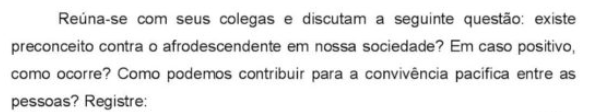 Reúna-se com seus colegas e discutam a seguinte questão: existe
preconceito contra o afrodescendente em nossa sociedade? Em caso positivo,
como ocorre? Como podemos contribuir para a convivência pacifica entre as
pessoas? Registre: